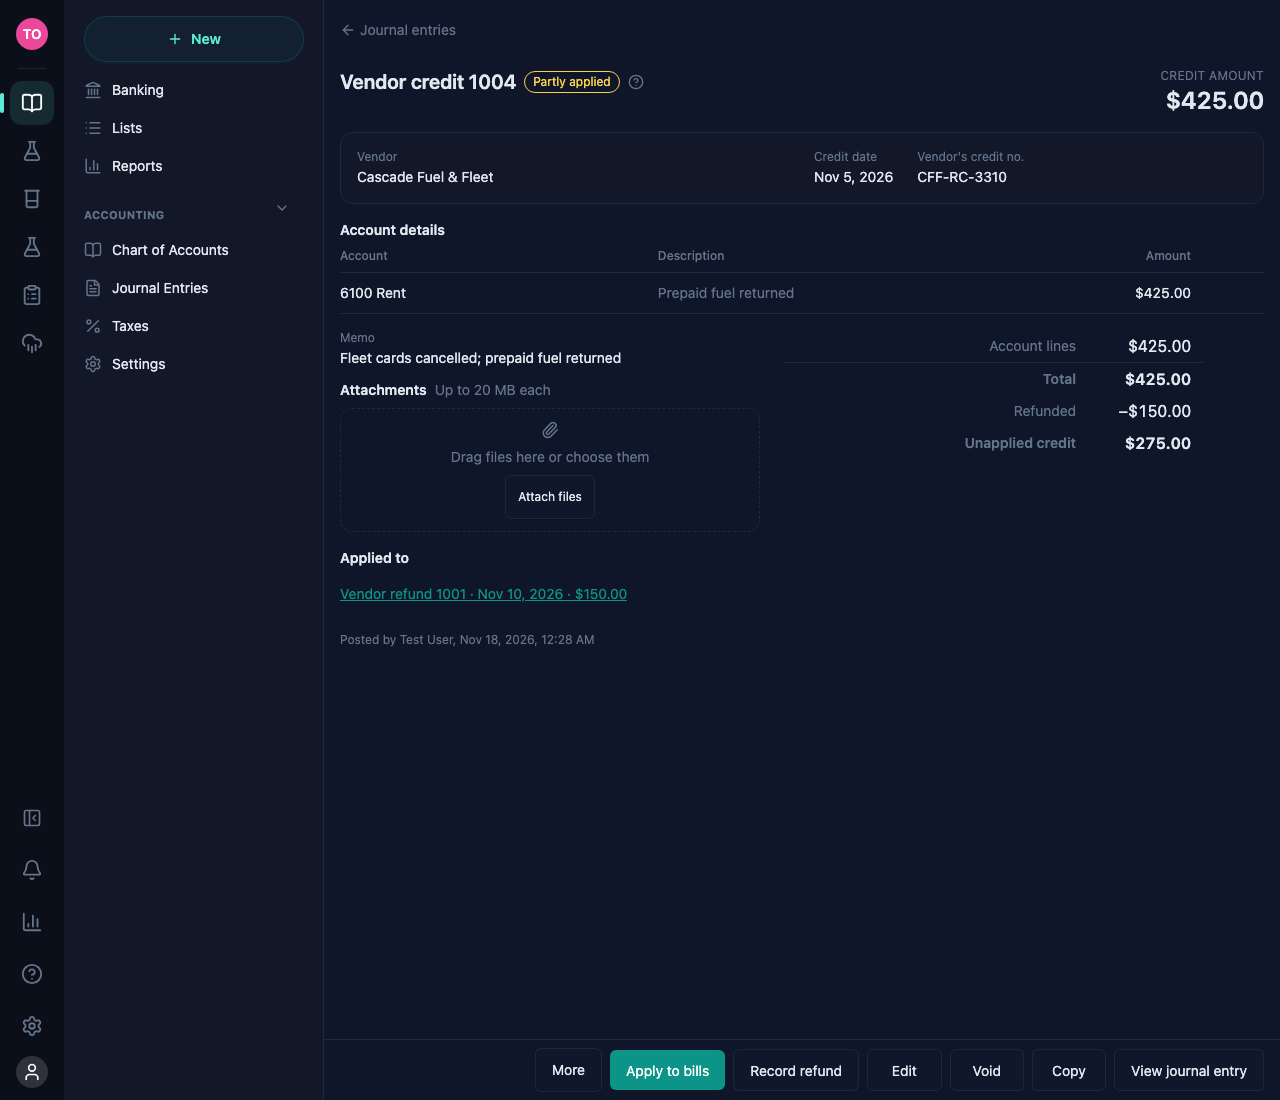 TO
New
Banking
Lists
Reports
ACCOUNTING
Chart of Accounts
Journal Entries
Taxes
Settings
Journal entries
Vendor credit 1004 Partly applied
CREDIT AMOUNT
$425.00
Vendor Credit date Vendor's credit no.
Cascade Fuel & Fleet Nov 5, 2026 CFF-RC-3310
Account details
Account Description Amount
6100 Rent Prepaid fuel returned $425.00
Memo
Fleet cards cancelled; prepaid fuel returned
Account lines $425.00
Total $425.00
Refunded –$150.00
Unapplied credit $275.00
Attachments Up to 20 MB each
Drag files here or choose them
Attach files
Applied to
Vendor refund 1001 · Nov 10, 2026 · $150.00
Posted by Test User, Nov 18, 2026, 12:28 AM
More Apply to bills Record refund Edit Void Copy View journal entry